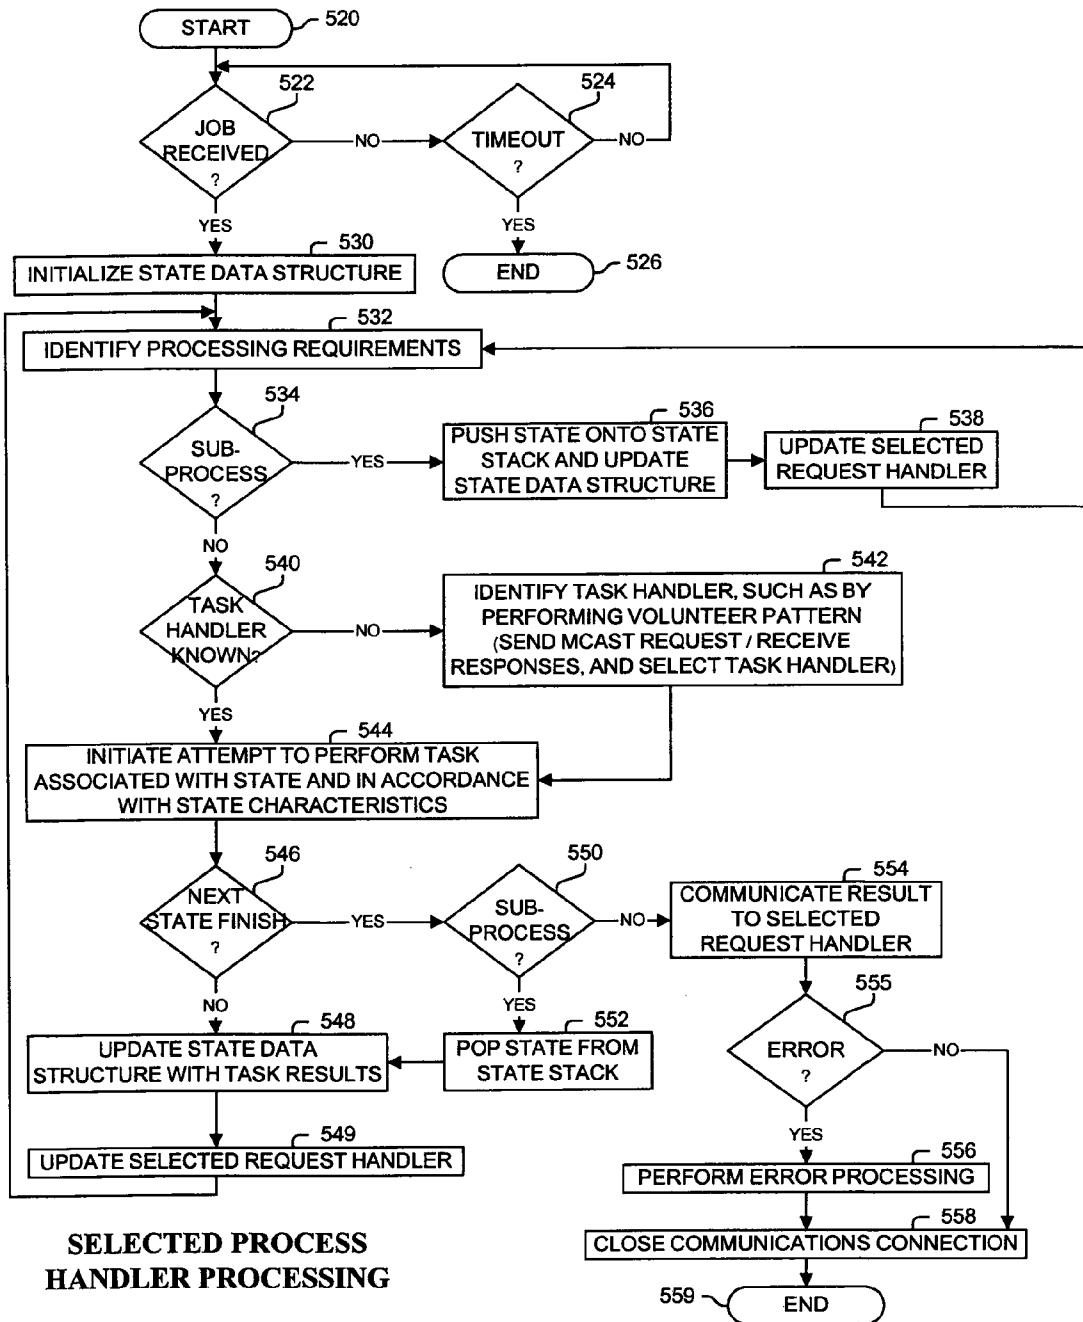 START
520
522
JOB
RECEIVED
?
NO
524
TIMEOUT
?
NO
YES
YES
530
INITIALIZE STATE DATA STRUCTURE
END
526
532
IDENTIFY PROCESSING REQUIREMENTS
534
SUB-
PROCESS
?
YES
536
PUSH STATE ONTO STATE
STACK AND UPDATE
STATE DATA STRUCTURE
538
UPDATE SELECTED
REQUEST HANDLER
NO
540
TASK
HANDLER
KNOWN?
NO
542
IDENTIFY TASK HANDLER, SUCH AS BY
PERFORMING VOLUNTEER PATTERN
(SEND MCAST REQUEST / RECEIVE
RESPONSES, AND SELECT TASK HANDLER)
YES
544
INITIATE ATTEMPT TO PERFORM TASK
ASSOCIATED WITH STATE AND IN ACCORDANCE
WITH STATE CHARACTERISTICS
546
NEXT
STATE FINISH
?
YES
550
SUB-
PROCESS
?
NO
554
COMMUNICATE RESULT
TO SELECTED
REQUEST HANDLER
NO
YES
555
ERROR
?
NO
548
UPDATE STATE DATA
STRUCTURE WITH TASK RESULTS
552
POP STATE FROM
STATE STACK
YES
549
UPDATE SELECTED REQUEST HANDLER
556
PERFORM ERROR PROCESSING
558
CLOSE COMMUNICATIONS CONNECTION
559
END
SELECTED PROCESS
HANDLER PROCESSING